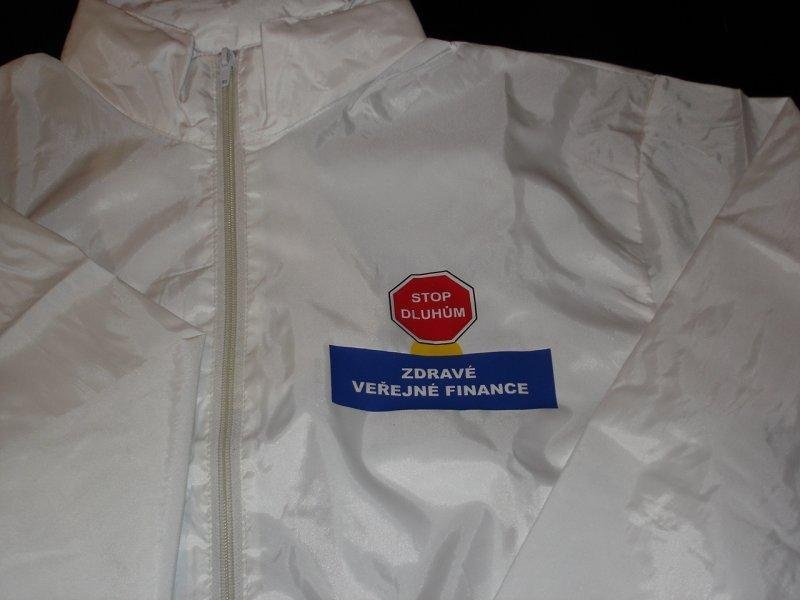 STOP
DLUHŮM
ZDRAVÉ
VEŘEJNÉ FINANCE